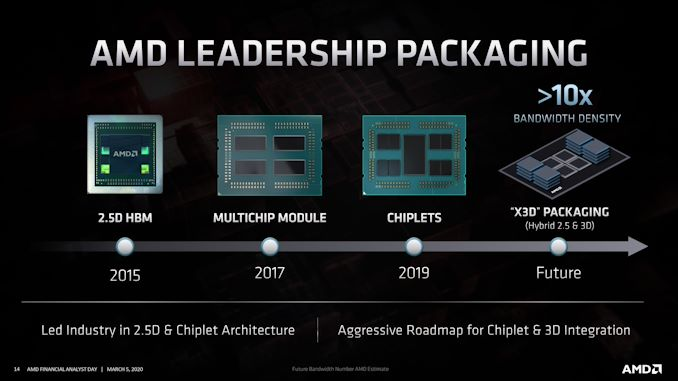 AMD LEADERSHIP PACKAGING
>10x
BANDWIDTH DENSITY
AMD
AMD
2.5D HBM
MULTICHIP MODULE
CHIPLETS
"X3D" PACKAGING
(Hybrid 2.5 & 3D)
2015
2017
2019
Future
Led Industry in 2.5D & Chiplet Architecture
Aggressive Roadmap for Chiplet & 3D Integration
14 AMD FINANCIAL ANALYST DAY | MARCH 5, 2020
Future Bandwidth Number AMD Estimate
AMD